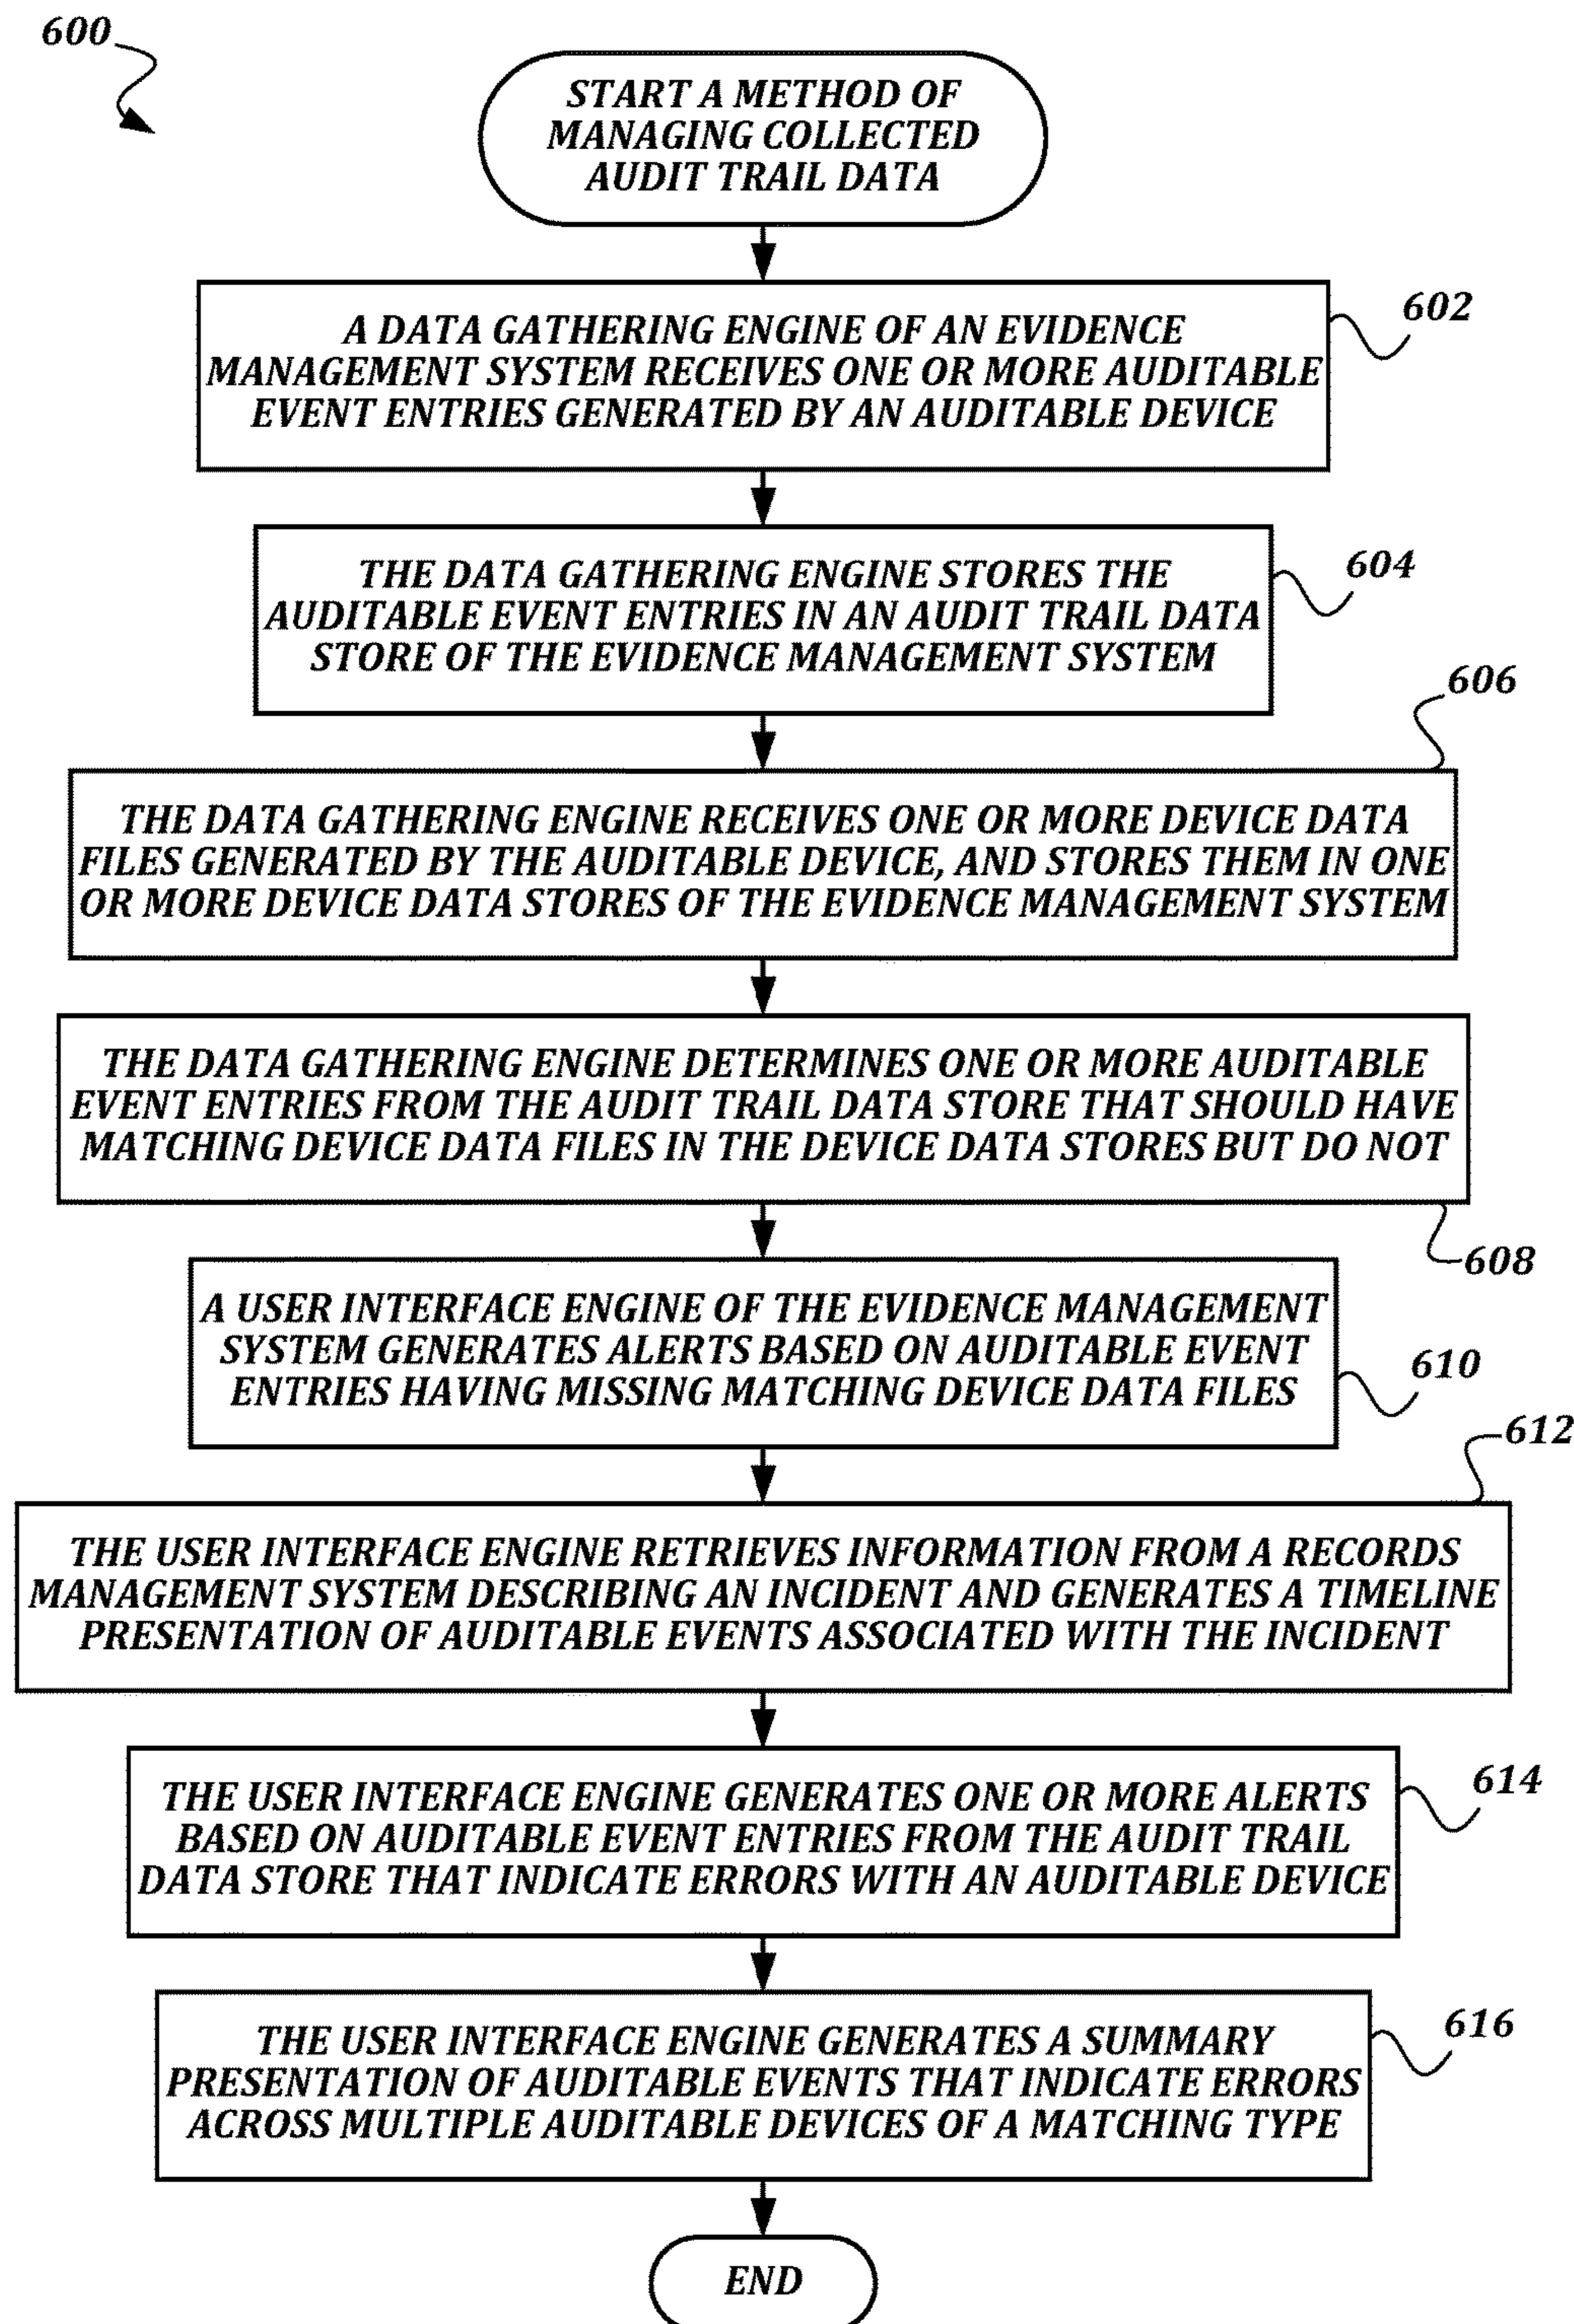 600
START A METHOD OF
MANAGING COLLECTED
AUDIT TRAIL DATA
602
A DATA GATHERING ENGINE OF AN EVIDENCE
MANAGEMENT SYSTEM RECEIVES ONE OR MORE AUDITABLE
EVENT ENTRIES GENERATED BY AN AUDITABLE DEVICE
604
THE DATA GATHERING ENGINE STORES THE
AUDITABLE EVENT ENTRIES IN AN AUDIT TRAIL DATA
STORE OF THE EVIDENCE MANAGEMENT SYSTEM
606
THE DATA GATHERING ENGINE RECEIVES ONE OR MORE DEVICE DATA
FILES GENERATED BY THE AUDITABLE DEVICE, AND STORES THEM IN ONE
OR MORE DEVICE DATA STORES OF THE EVIDENCE MANAGEMENT SYSTEM
THE DATA GATHERING ENGINE DETERMINES ONE OR MORE AUDITABLE
EVENT ENTRIES FROM THE AUDIT TRAIL DATA STORE THAT SHOULD HAVE
MATCHING DEVICE DATA FILES IN THE DEVICE DATA STORES BUT DO NOT
608
A USER INTERFACE ENGINE OF THE EVIDENCE MANAGEMENT
SYSTEM GENERATES ALERTS BASED ON AUDITABLE EVENT
ENTRIES HAVING MISSING MATCHING DEVICE DATA FILES
610
612
THE USER INTERFACE ENGINE RETRIEVES INFORMATION FROM A RECORDS
MANAGEMENT SYSTEM DESCRIBING AN INCIDENT AND GENERATES A TIMELINE
PRESENTATION OF AUDITABLE EVENTS ASSOCIATED WITH THE INCIDENT
614
THE USER INTERFACE ENGINE GENERATES ONE OR MORE ALERTS
BASED ON AUDITABLE EVENT ENTRIES FROM THE AUDIT TRAIL
DATA STORE THAT INDICATE ERRORS WITH AN AUDITABLE DEVICE
616
THE USER INTERFACE ENGINE GENERATES A SUMMARY
PRESENTATION OF AUDITABLE EVENTS THAT INDICATE ERRORS
ACROSS MULTIPLE AUDITABLE DEVICES OF A MATCHING TYPE
END